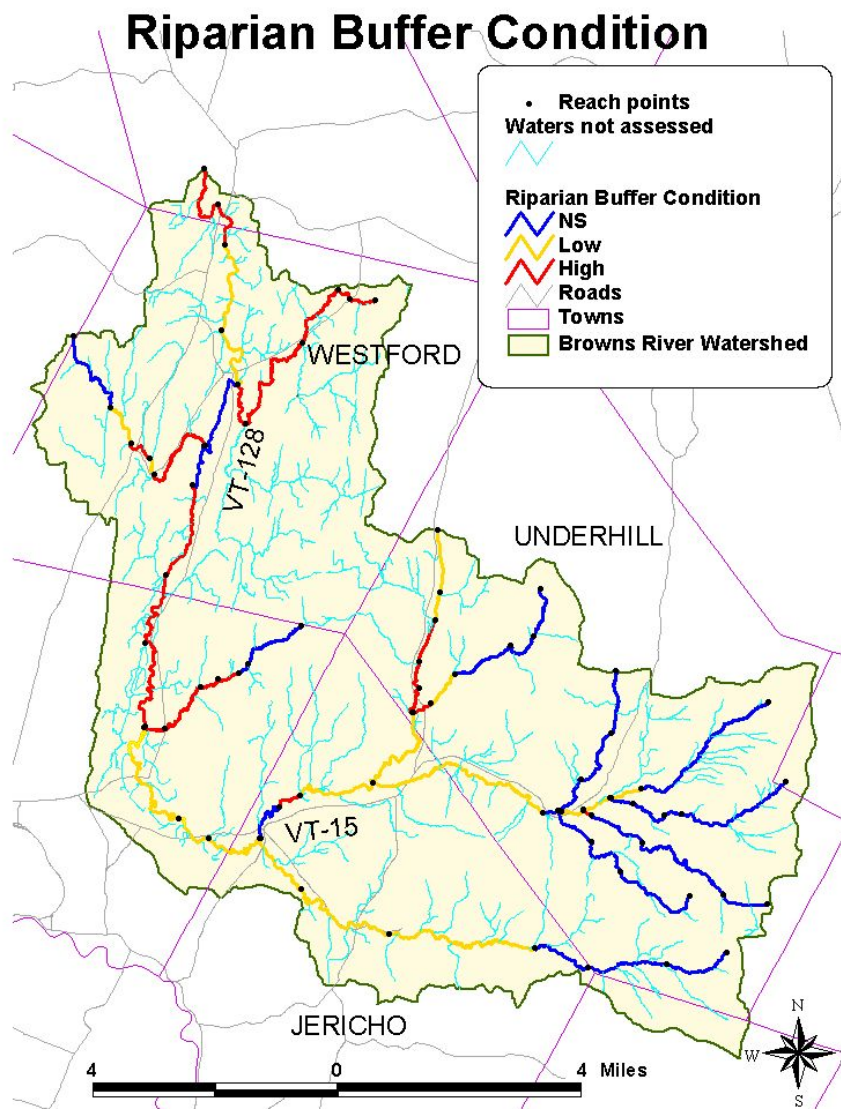 Riparian Buffer Condition
Reach points
Waters not assessed
Riparian Buffer Condition
NS
Low
High
Roads
Towns
Browns River Watershed
WESTFORD
VT-128
UNDERHILL
VT-15
JERICHO
N
W E
S
4 0 4 Miles